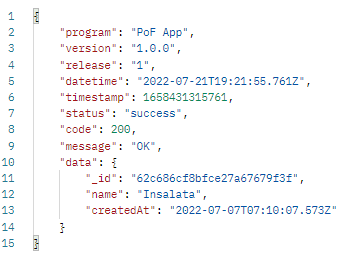 1 {
2 "program": "PoF App",
3 "version": "1.0.0",
4 "release": "1",
5 "datetime": "2022-07-21T19:21:55.761Z",
6 "timestamp": 1658431315761,
7 "status": "success",
8 "code": 200,
9 "message": "OK",
10 "data": {
11 "_id": "62c686cf8bfce27a67679f3f",
12 "name": "Insalata",
13 "createdAt": "2022-07-07T07:10:07.573Z"
14 }
15 }